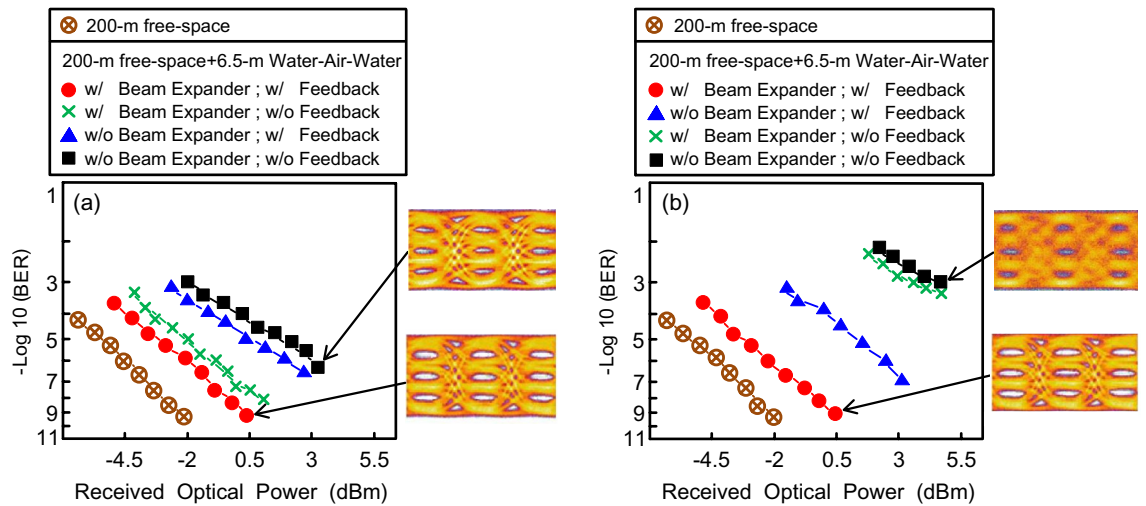 200-m free-space
200-m free-space+6.5-m Water-Air-Water
w/ Beam Expander ; w/ Feedback
w/ Beam Expander ; w/o Feedback
w/o Beam Expander ; w/ Feedback
w/o Beam Expander ; w/o Feedback
(a)
-Log 10 (BER)
1
3
5
7
9
11
-4.5 -2 0.5 3 5.5
Received Optical Power (dBm)
200-m free-space
200-m free-space+6.5-m Water-Air-Water
w/ Beam Expander ; w/ Feedback
w/o Beam Expander ; w/ Feedback
w/ Beam Expander ; w/o Feedback
w/o Beam Expander ; w/o Feedback
(b)
-Log 10 (BER)
1
3
5
7
9
11
-4.5 -2 0.5 3 5.5
Received Optical Power (dBm)